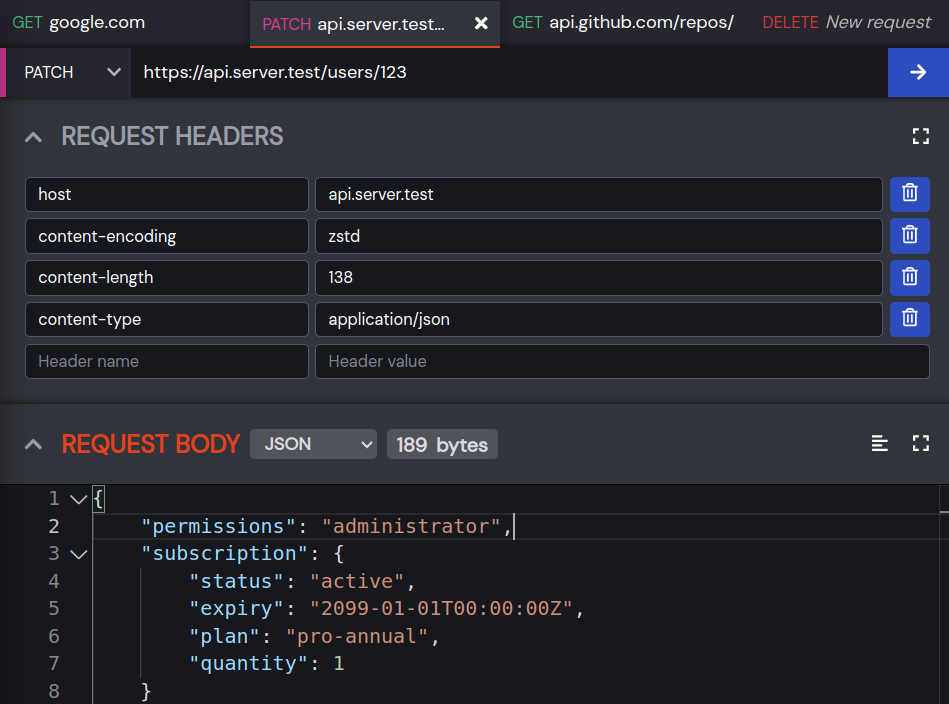 GET google.com PATCH api.server.test... GET api.github.com/repos/ DELETE New request
PATCH https://api.server.test/users/123
REQUEST HEADERS
host api.server.test
content-encoding zstd
content-length 138
content-type application/json
Header name Header value
REQUEST BODY JSON 189 bytes
1 {
2 "permissions": "administrator",
3 "subscription": {
4 "status": "active",
5 "expiry": "2099-01-01T00:00:00Z",
6 "plan": "pro-annual",
7 "quantity": 1
8 }